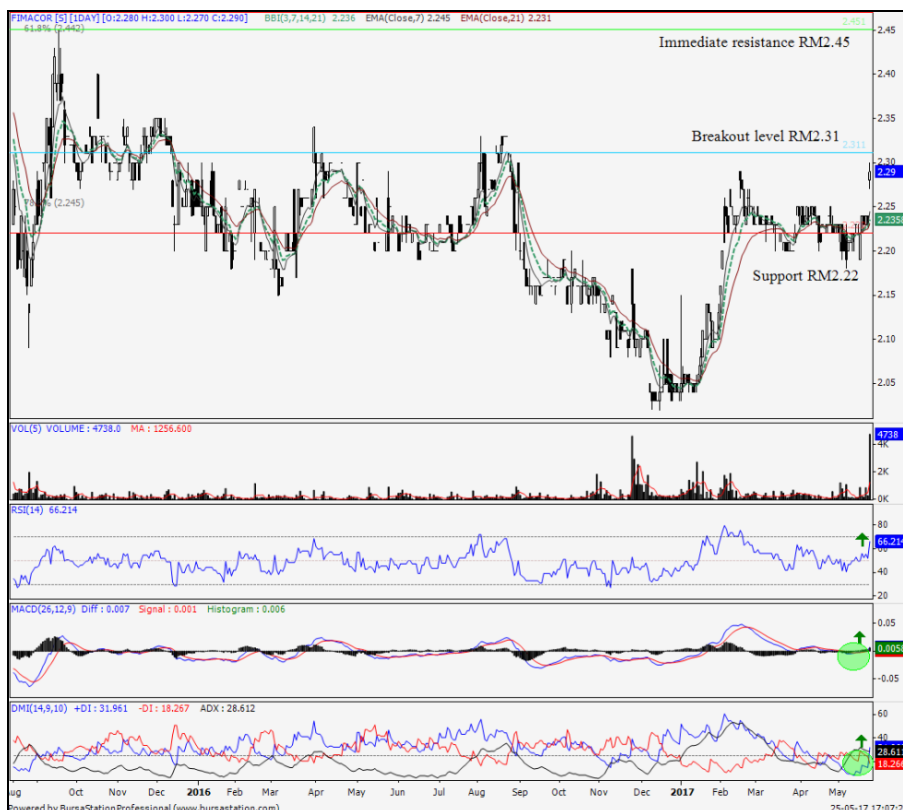 FIMACOR [S] [1DAY] [O:2.280 H:2.300 L:2.270 C:2.290] BBI(3,7,14,21) 2.236 EMA(Close,7) 2.245 EMA(Close,21) 2.231
61.8% (2.442)
2.451
2.45
Immediate resistance RM2.45
2.40
2.35
Breakout level RM2.31
2.311
2.30
2.29
(2.245)
2.25
2.2358
2.20
Support RM2.22
2.15
2.10
2.05
VOL(5) VOLUME : 4738.0 MA : 1256.600
4738
2K
0K
RSI(14) 66.214
80
66.214
40
20
MACD(26,12,9) Diff : 0.007 Signal : 0.001 Histogram : 0.006
0.05
0.0058
-0.05
DMI(14,9,10) +DI : 31.961 -DI : 18.267 ADX : 28.612
60
28.612
18.266
Oct Nov Dec 2016 Feb Mar Apr May Jun Jul Aug Sep Oct Nov Dec 2017 Feb Mar Apr May
Powered by BursaStationProfessional (www.bursastation.com)
25-05-17 17:07:2